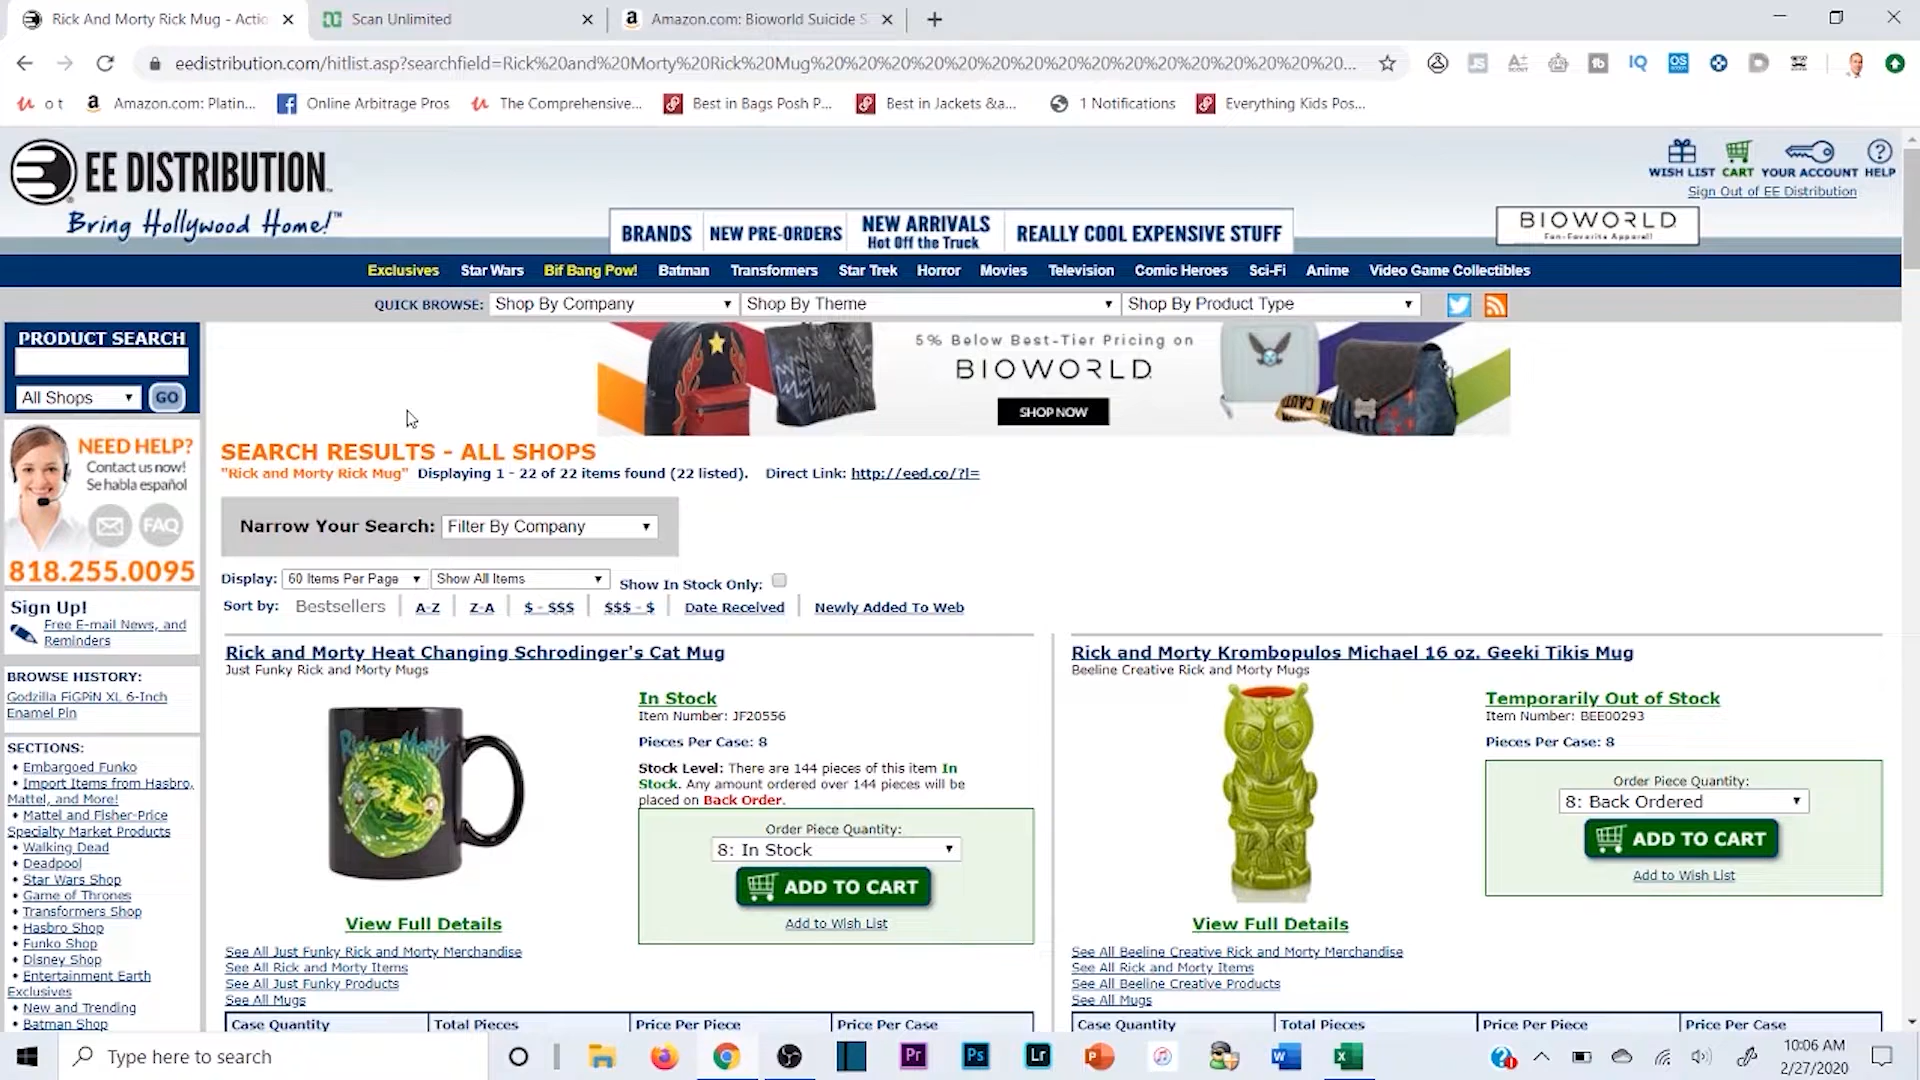 Rick And Morty Rick Mug - Actio
Scan Unlimited
Amazon.com: Bioworld Suicide S
eedistribution.com/hitlist.asp?searchfield=Rick%20and%20Morty%20Rick%20Mug%20%20%20%20%20%20%20%20%20%20%20%20%20%20%20...
o t
Amazon.com: Platin...
Online Arbitrage Pros
The Comprehensive...
Best in Bags Posh P...
Best in Jackets &a...
1 Notifications
Everything Kids Pos...
EE DISTRIBUTION
Bring Hollywood Home!™
WISH LIST CART YOUR ACCOUNT HELP
Sign Out of EE Distribution
BRANDS
NEW PRE-ORDERS
NEW ARRIVALS
Hot Off the Truck
REALLY COOL EXPENSIVE STUFF
BIOWORLD
Fan-Favorite Apparel!
Exclusives Star Wars Bif Bang Pow! Batman Transformers Star Trek Horror Movies Television Comic Heroes Sci-Fi Anime Video Game Collectibles
QUICK BROWSE: Shop By Company Shop By Theme Shop By Product Type
PRODUCT SEARCH
All Shops GO
NEED HELP?
Contact us now!
Se habla español
FAQ
818.255.0095
Sign Up!
Free E-mail News, and
Reminders
BROWSE HISTORY:
Godzilla FiGPiN XL 6-Inch
Enamel Pin
SECTIONS:
• Embargoed Funko
• Import Items from Hasbro,
Mattel, and More!
• Mattel and Fisher-Price
Specialty Market Products
• Walking Dead
• Deadpool
• Star Wars Shop
• Game of Thrones
• Transformers Shop
• Hasbro Shop
• Funko Shop
• Disney Shop
• Entertainment Earth
Exclusives
• New and Trending
• Batman Shop
5% Below Best-Tier Pricing on
BIOWORLD
SHOP NOW
CAUTI
SEARCH RESULTS - ALL SHOPS
"Rick and Morty Rick Mug" Displaying 1 - 22 of 22 items found (22 listed). Direct Link: http://eed.co/?l=
Narrow Your Search: Filter By Company
Display: 60 Items Per Page Show All Items Show In Stock Only:
Sort by: Bestsellers A-Z Z-A $ - $$$ $$$ - $ Date Received Newly Added To Web
Rick and Morty Heat Changing Schrodinger's Cat Mug
Just Funky Rick and Morty Mugs
Rick and Morty
In Stock
Item Number: JF20556
Pieces Per Case: 8
Stock Level: There are 144 pieces of this item In
Stock. Any amount ordered over 144 pieces will be
placed on Back Order.
Order Piece Quantity:
8: In Stock
ADD TO CART
Add to Wish List
View Full Details
See All Just Funky Rick and Morty Merchandise
See All Rick and Morty Items
See All Just Funky Products
See All Mugs
Case Quantity Total Pieces Price Per Piece Price Per Case
Rick and Morty Krombopulos Michael 16 oz. Geeki Tikis Mug
Beeline Creative Rick and Morty Mugs
Temporarily Out of Stock
Item Number: BEE00293
Pieces Per Case: 8
Order Piece Quantity:
8: Back Ordered
ADD TO CART
Add to Wish List
View Full Details
See All Beeline Creative Rick and Morty Merchandise
See All Rick and Morty Items
See All Beeline Creative Products
See All Mugs
Case Quantity Total Pieces Price Per Piece Price Per Case
Type here to search
Pr
Ps
Lr
10:06 AM
2/27/2020